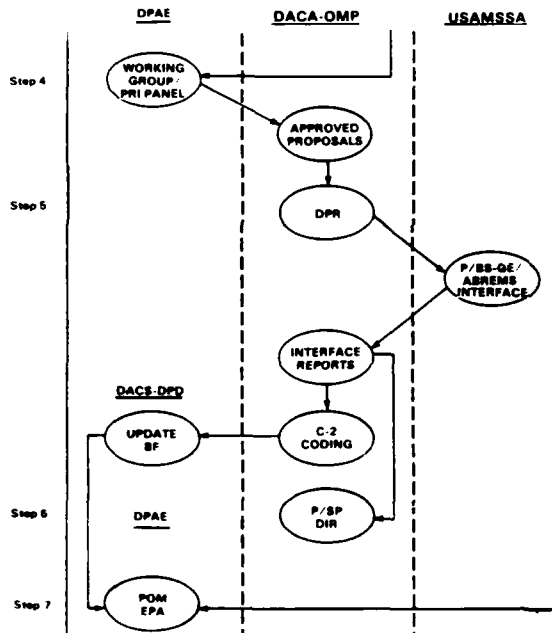 DPAE
DACA-OMP
USAMSSA
Step 4
WORKING
GROUP/
PRI PANEL
APPROVED
PROPOSALS
Step 5
DPR
P/BS-QE/
ABREMS
INTERFACE
INTERFACE
REPORTS
DACS-DPD
UPDATE
BF
C-2
CODING
Step 6
DPAE
P/SP
DIR
Step 7
POM
EPA